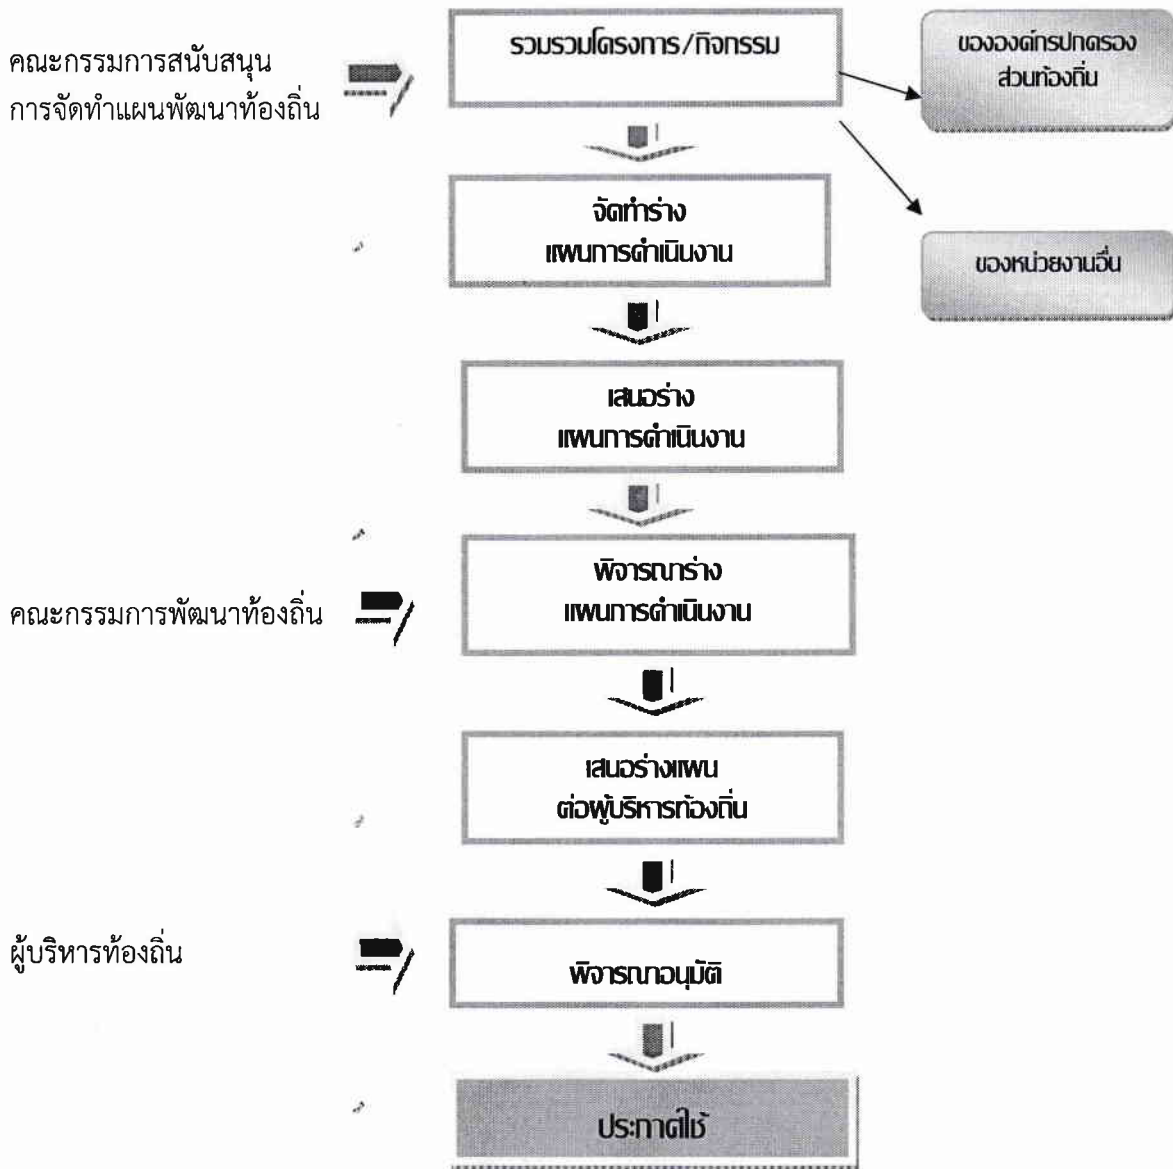 คณะกรรมการสนับสนุน
การจัดทำแผนพัฒนาท้องถิ่น
รวมรวมโครงการ/กิจกรรม
ขององค์กรปกครอง
ส่วนท้องถิ่น
จัดทำร่าง
แผนการดำเนินงาน
ของหน่วยงานอื่น
เสนอร่าง
แผนการดำเนินงาน
คณะกรรมการพัฒนาท้องถิ่น
พิจารณาร่าง
แผนการดำเนินงาน
เสนอร่างแผน
ต่อผู้บริหารท้องถิ่น
ผู้บริหารท้องถิ่น
พิจารณาอนุมัติ
ประกาศใช้